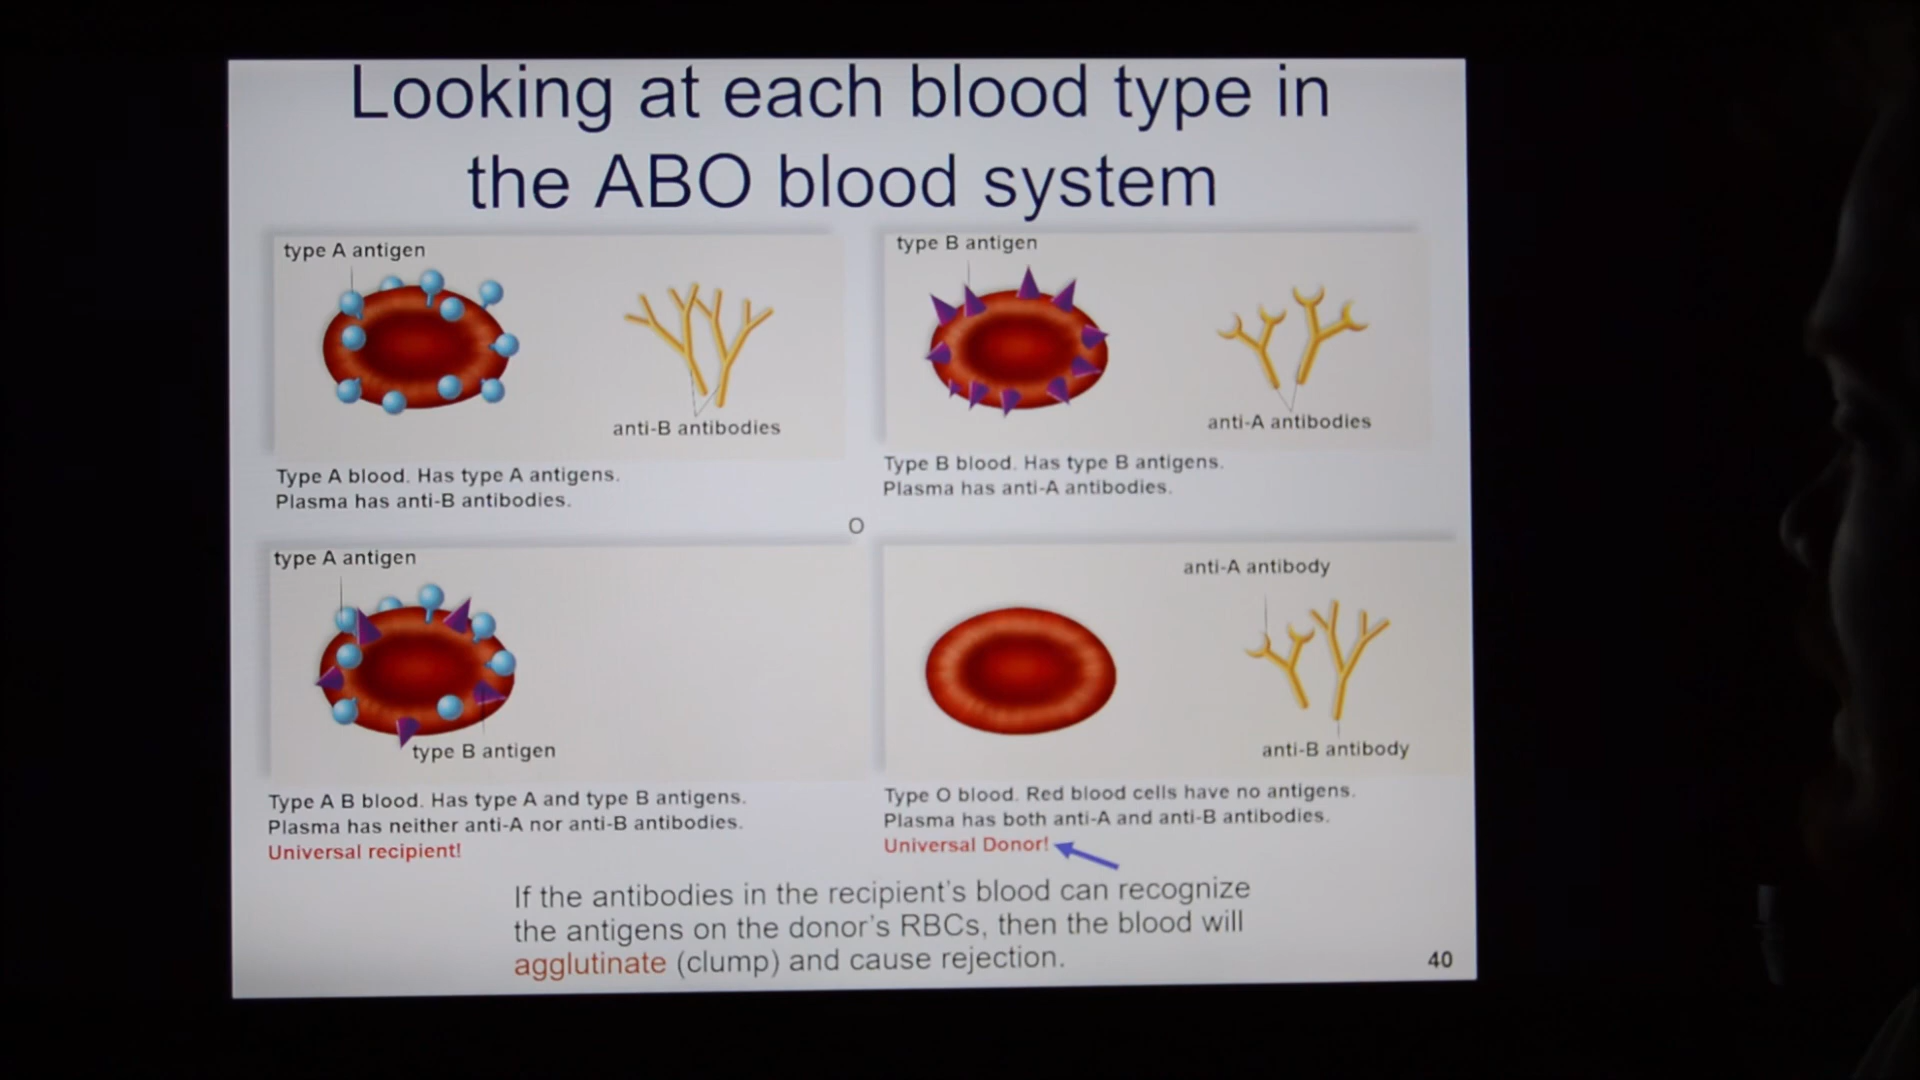 Looking at each blood type in
the ABO blood system
type A antigen
anti-B antibodies
Type A blood. Has type A antigens.
Plasma has anti-B antibodies.
type B antigen
anti-A antibodies
Type B blood. Has type B antigens.
Plasma has anti-A antibodies.
O
type A antigen
type B antigen
Type A B blood. Has type A and type B antigens.
Plasma has neither anti-A nor anti-B antibodies.
Universal recipient!
anti-A antibody
anti-B antibody
Type O blood. Red blood cells have no antigens.
Plasma has both anti-A and anti-B antibodies.
Universal Donor!
If the antibodies in the recipient's blood can recognize
the antigens on the donor's RBCs, then the blood will
agglutinate (clump) and cause rejection.
40